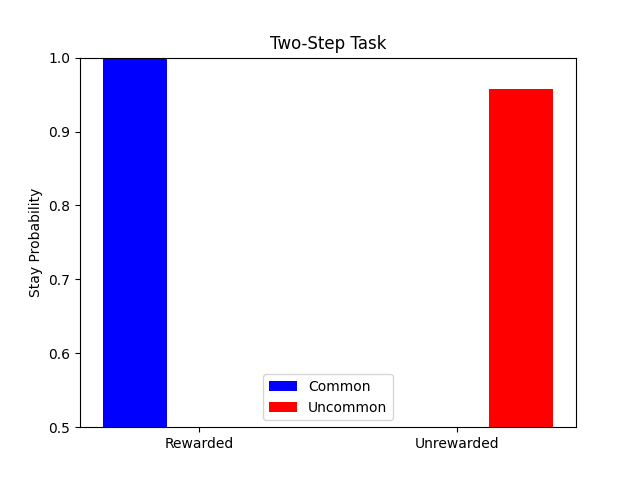 Two-Step Task
1.0
0.9
0.8
0.7
0.6
0.5
Stay Probability
Common
Uncommon
Rewarded
Unrewarded